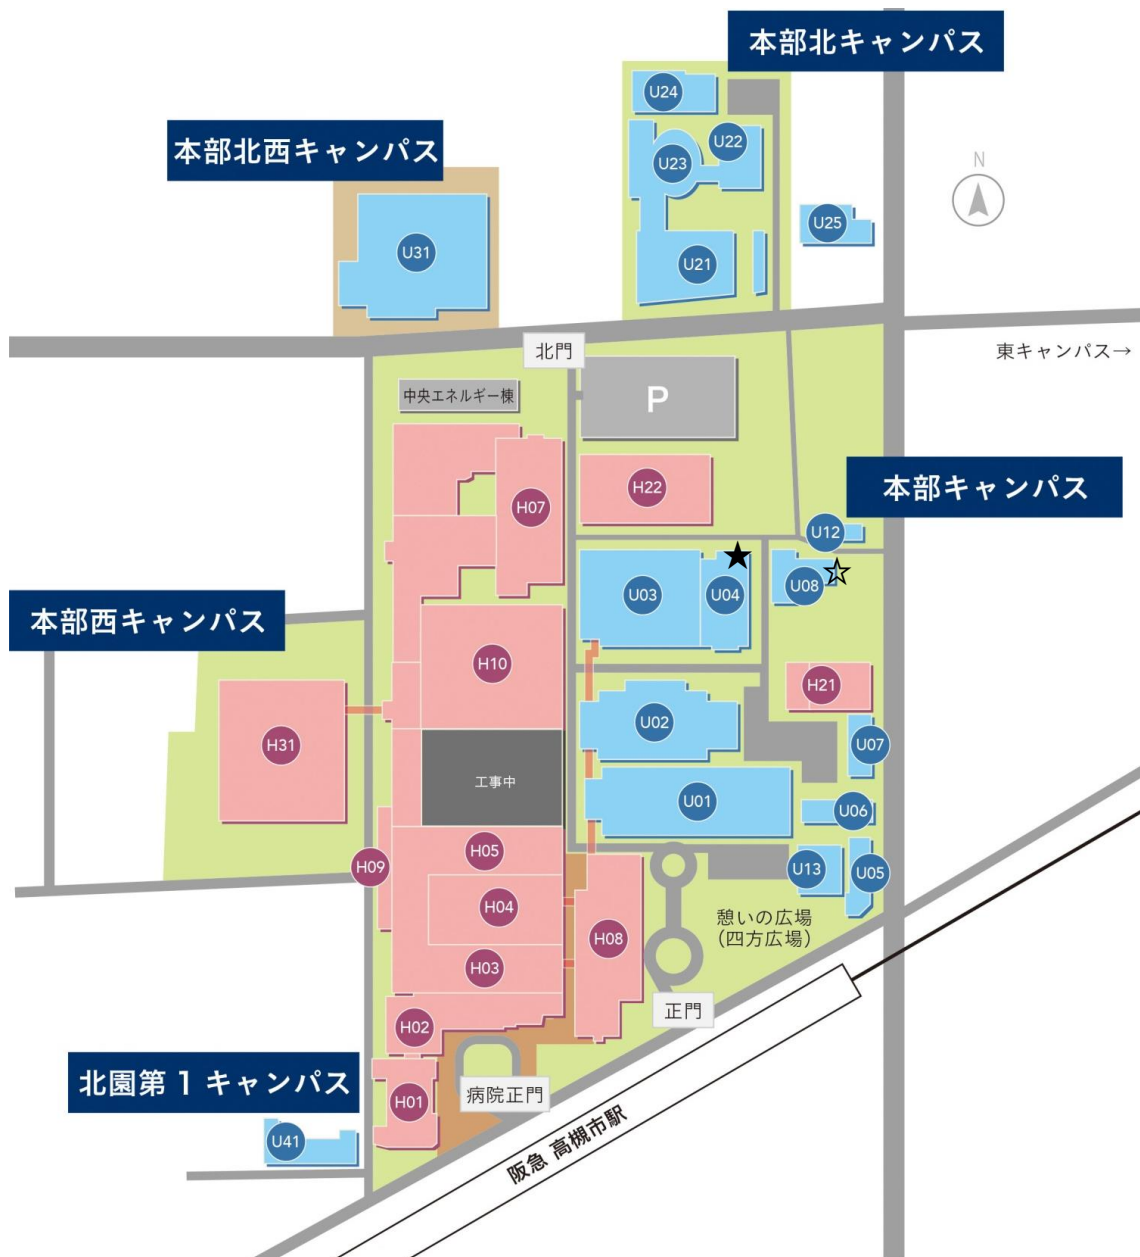 本部北キャンパス
U24
本部北西キャンパス
U22
U23
N
U25
U31
U21
北門
東キャンパス→
中央エネルギー棟
P
本部キャンパス
H22
H07
U12
★
☆
U08
U03
U04
本部西キャンパス
H10
H21
U02
H31
U07
工事中
U01
U06
H05
H09
U13
U05
H04
憩いの広場
(四方広場)
H08
H03
正門
H02
北園第1キャンパス
病院正門
H01
U41
阪急 高槻市駅